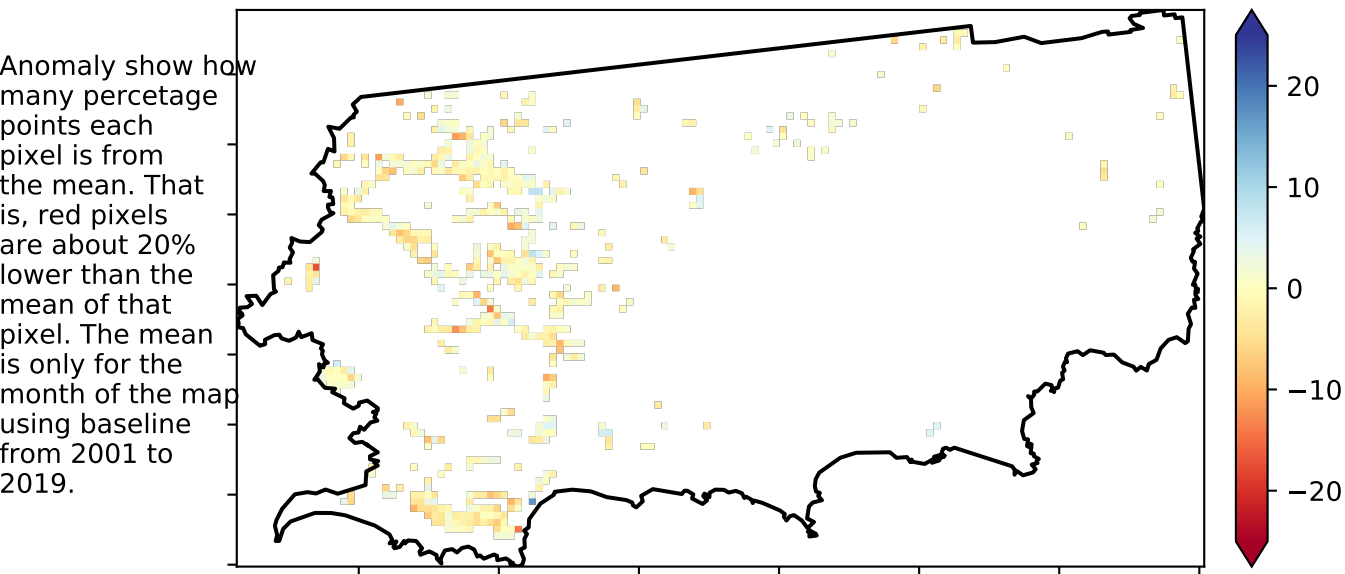 Anomaly show how
many percetage
points each
pixel is from
the mean. That
is, red pixels
are about 20%
lower than the
mean of that
pixel. The mean
is only for the
month of the map
using baseline
from 2001 to
2019.
20
10
0
−10
−20